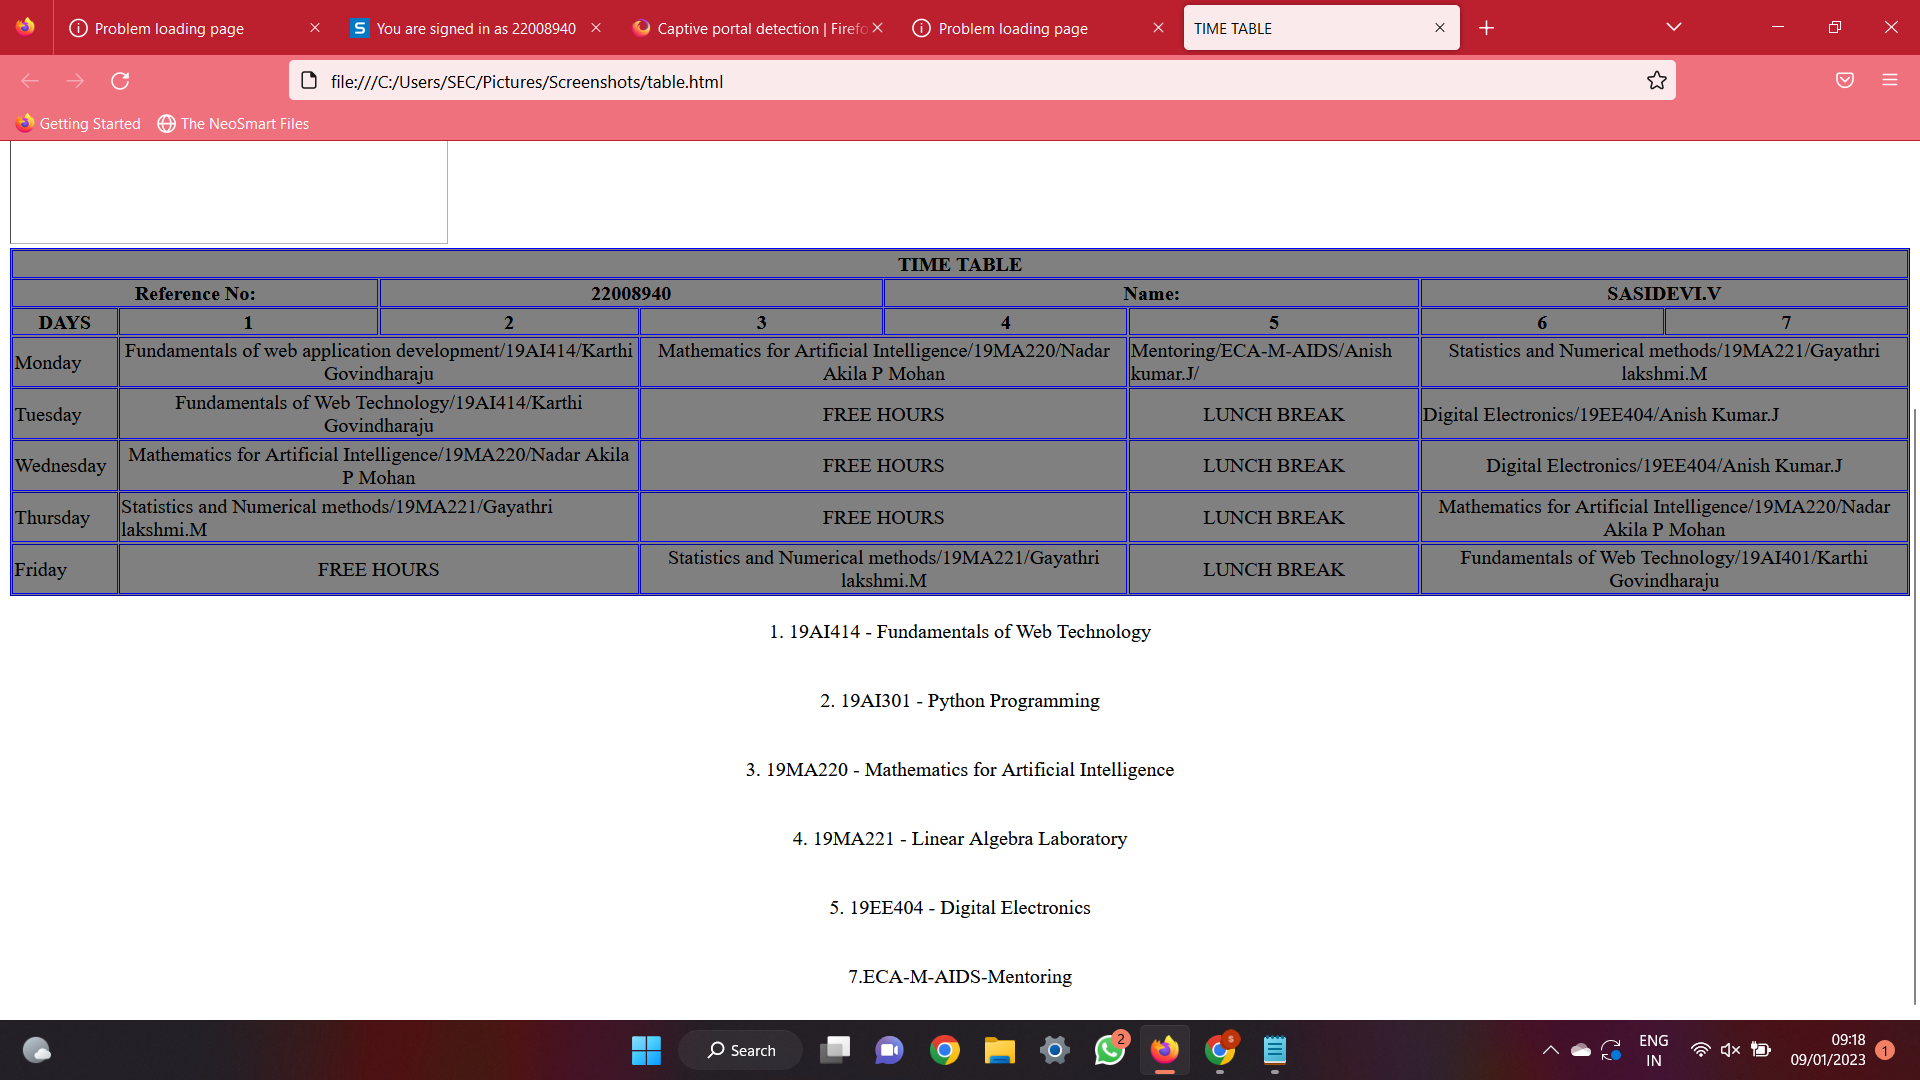 Problem loading page
You are signed in as 22008940
Captive portal detection | Firefo
Problem loading page
TIME TABLE
file:///C:/Users/SEC/Pictures/Screenshots/table.html
Getting Started
The NeoSmart Files
TIME TABLE
Reference No: 22008940 Name: SASIDEVI.V
DAYS 1 2 3 4 5 6 7
Monday
Fundamentals of web application development/19AI414/Karthi
Govindharaju
Mathematics for Artificial Intelligence/19MA220/Nadar
Akila P Mohan
Mentoring/ECA-M-AIDS/Anish
kumar.J/
Statistics and Numerical methods/19MA221/Gayathri
lakshmi.M
Tuesday
Fundamentals of Web Technology/19AI414/Karthi
Govindharaju
FREE HOURS
LUNCH BREAK
Digital Electronics/19EE404/Anish Kumar.J
Wednesday
Mathematics for Artificial Intelligence/19MA220/Nadar Akila
P Mohan
FREE HOURS
LUNCH BREAK
Digital Electronics/19EE404/Anish Kumar.J
Thursday
Statistics and Numerical methods/19MA221/Gayathri
lakshmi.M
FREE HOURS
LUNCH BREAK
Mathematics for Artificial Intelligence/19MA220/Nadar
Akila P Mohan
Friday
FREE HOURS
Statistics and Numerical methods/19MA221/Gayathri
lakshmi.M
LUNCH BREAK
Fundamentals of Web Technology/19AI401/Karthi
Govindharaju
1. 19AI414 - Fundamentals of Web Technology
2. 19AI301 - Python Programming
3. 19MA220 - Mathematics for Artificial Intelligence
4. 19MA221 - Linear Algebra Laboratory
5. 19EE404 - Digital Electronics
7.ECA-M-AIDS-Mentoring
Search
2
S
ENG
IN
09:18
09/01/2023
1